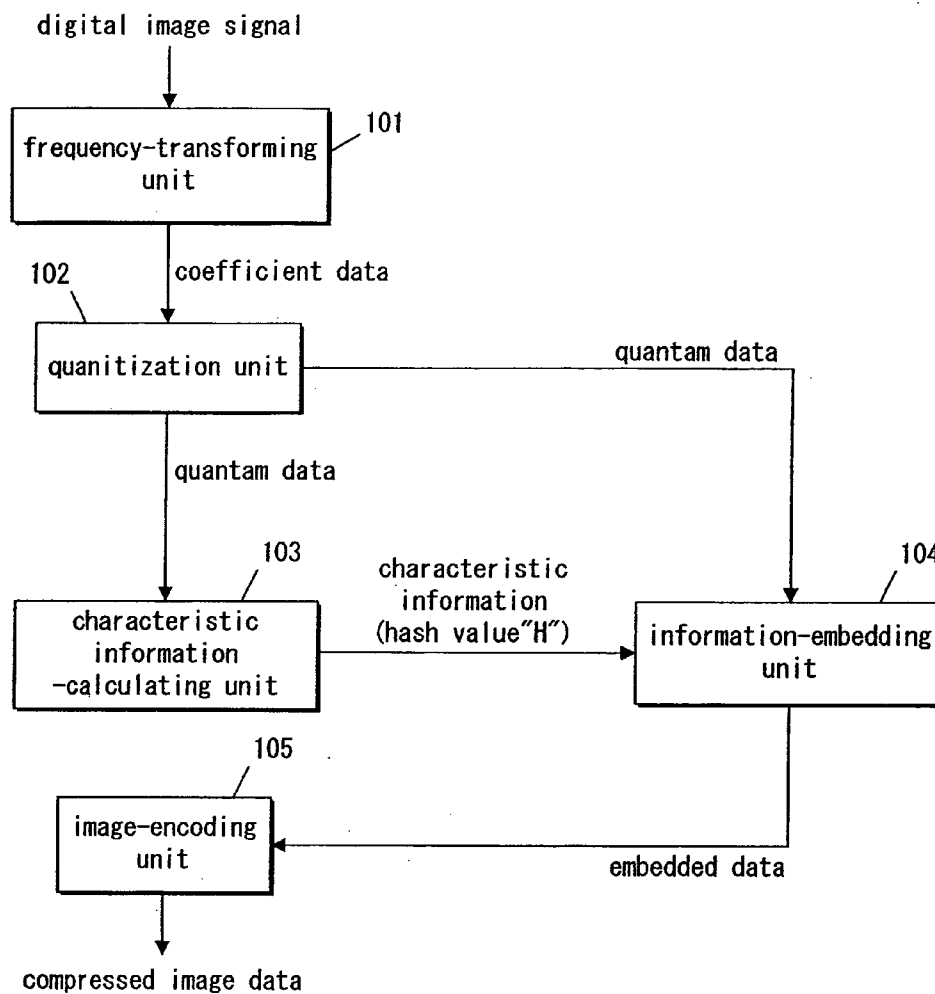 digital image signal
101
frequency-transforming
unit
coefficient data
102
quanitization unit
quantam data
quantam data
103
characteristic
information
-calculating unit
characteristic
information
(hash value"H")
104
information-embedding
unit
105
image-encoding
unit
embedded data
compressed image data